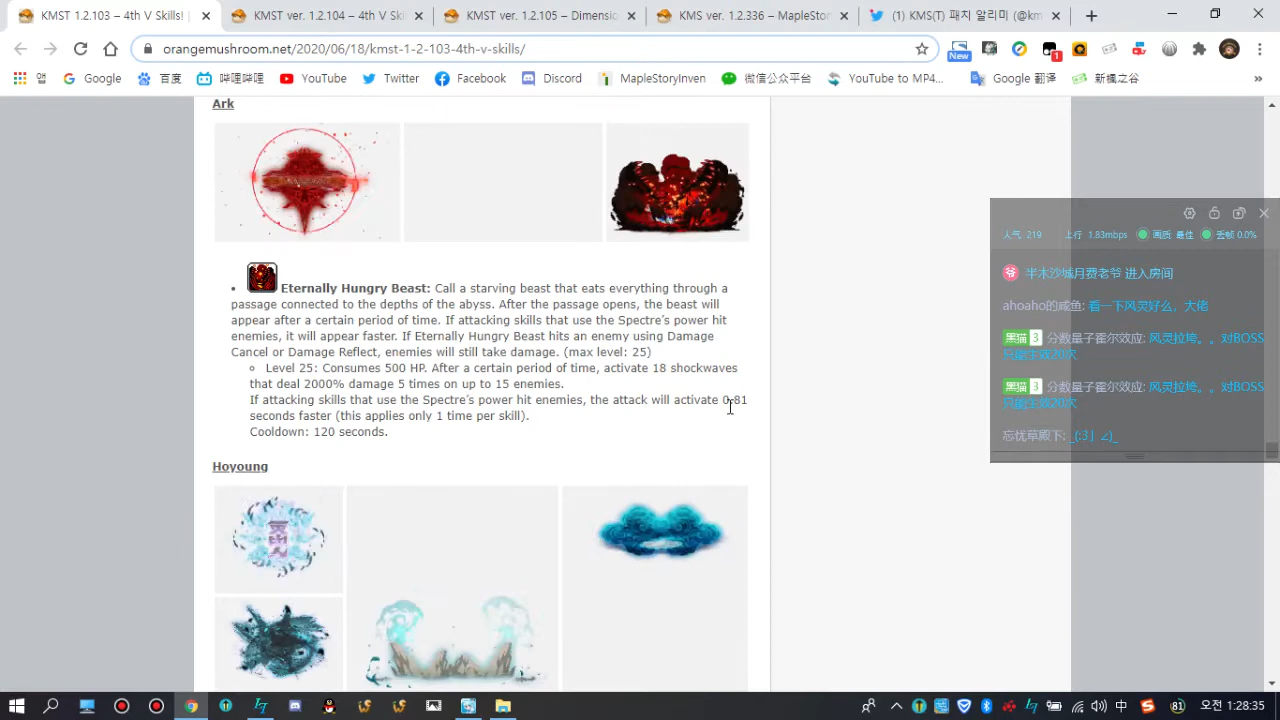 KMST 1.2.103 – 4th V Skills!
KMST ver. 1.2.104 – 4th V Ski
KMST ver. 1.2.105 – Dimensio
KMS ver. 1.2.336 – MapleStor
(1) KMS(T) 패치 알리미 (@km
orangemushroom.net/2020/06/18/kmst-1-2-103-4th-v-skills/
New
1
앱
Google
百度
哔哩哔哩
YouTube
Twitter
Facebook
Discord
MapleStoryInven
微信公众平台
YouTube to MP4...
Google 翻译
新楓之谷
»
Ark
• Eternally Hungry Beast: Call a starving beast that eats everything through a
passage connected to the depths of the abyss. After the passage opens, the beast will
appear after a certain period of time. If attacking skills that use the Spectre’s power hit
enemies, it will appear faster. If Eternally Hungry Beast hits an enemy using Damage
Cancel or Damage Reflect, enemies will still take damage. (max level: 25)
Level 25: Consumes 500 HP. After a certain period of time, activate 18 shockwaves
that deal 2000% damage 5 times on up to 15 enemies.
If attacking skills that use the Spectre’s power hit enemies, the attack will activate 0.81
seconds faster (this applies only 1 time per skill).
Cooldown: 120 seconds.
Hoyoung
人气 219 上行 1.83mbps 画质 最佳 丢帧 0.0%
爷 半木沙城月费老爷 进入房间
ahoaho的咸鱼: 看一下风灵好么，大佬
黑猫 3 分数量子霍尔效应: 风灵拉垮。。对BOSS
只能生效20次
黑猫 3 分数量子霍尔效应: 风灵拉垮。。对BOSS
只能生效20次
忘忧草殿下: _(:3」∠)_
中
오전 1:28:35